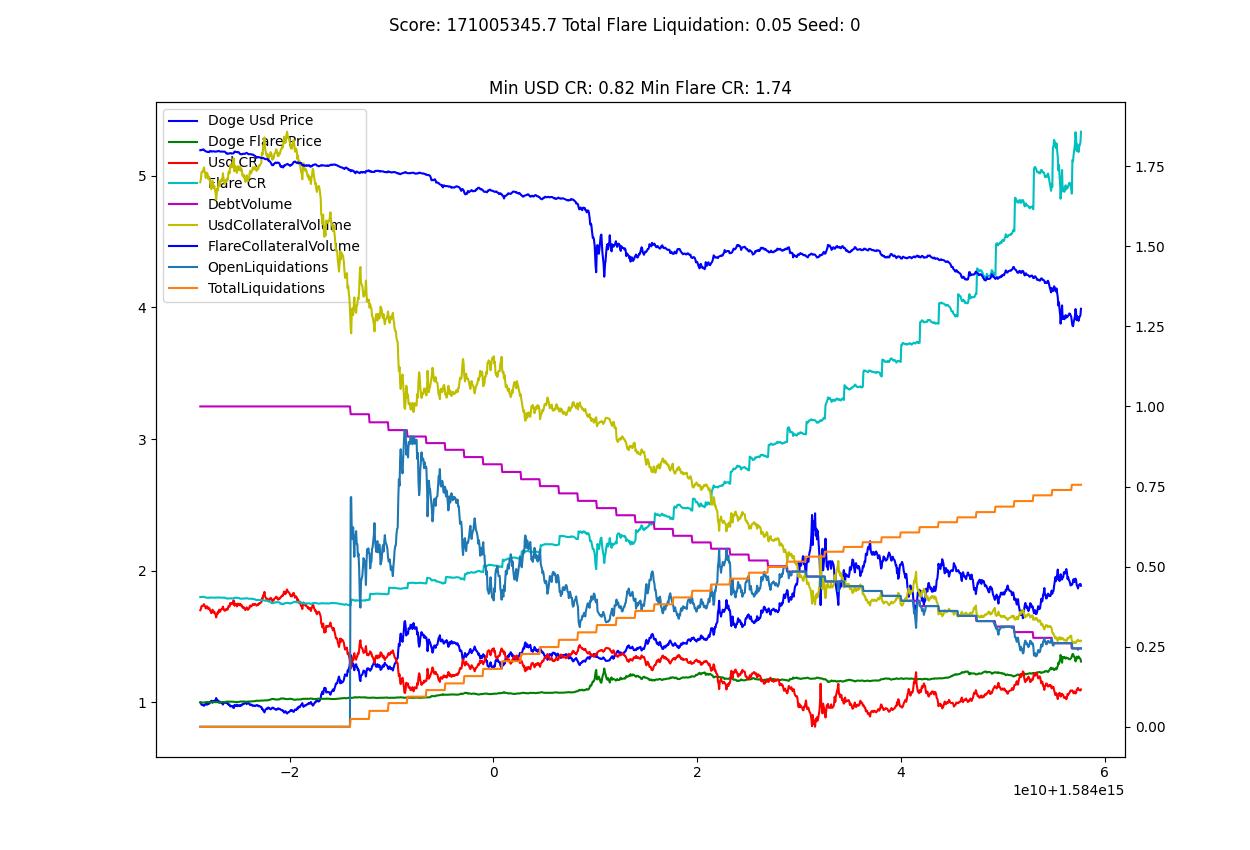 Score: 171005345.7 Total Flare Liquidation: 0.05 Seed: 0
Min USD CR: 0.82 Min Flare CR: 1.74
Doge Usd Price
Doge Flare Price
Usd CR
Flare CR
DebtVolume
UsdCollateralVolume
FlareCollateralVolume
OpenLiquidations
TotalLiquidations
5
4
3
2
1
1.75
1.50
1.25
1.00
0.75
0.50
0.25
0.00
−2
0
2
4
6
1e10+1.584e15